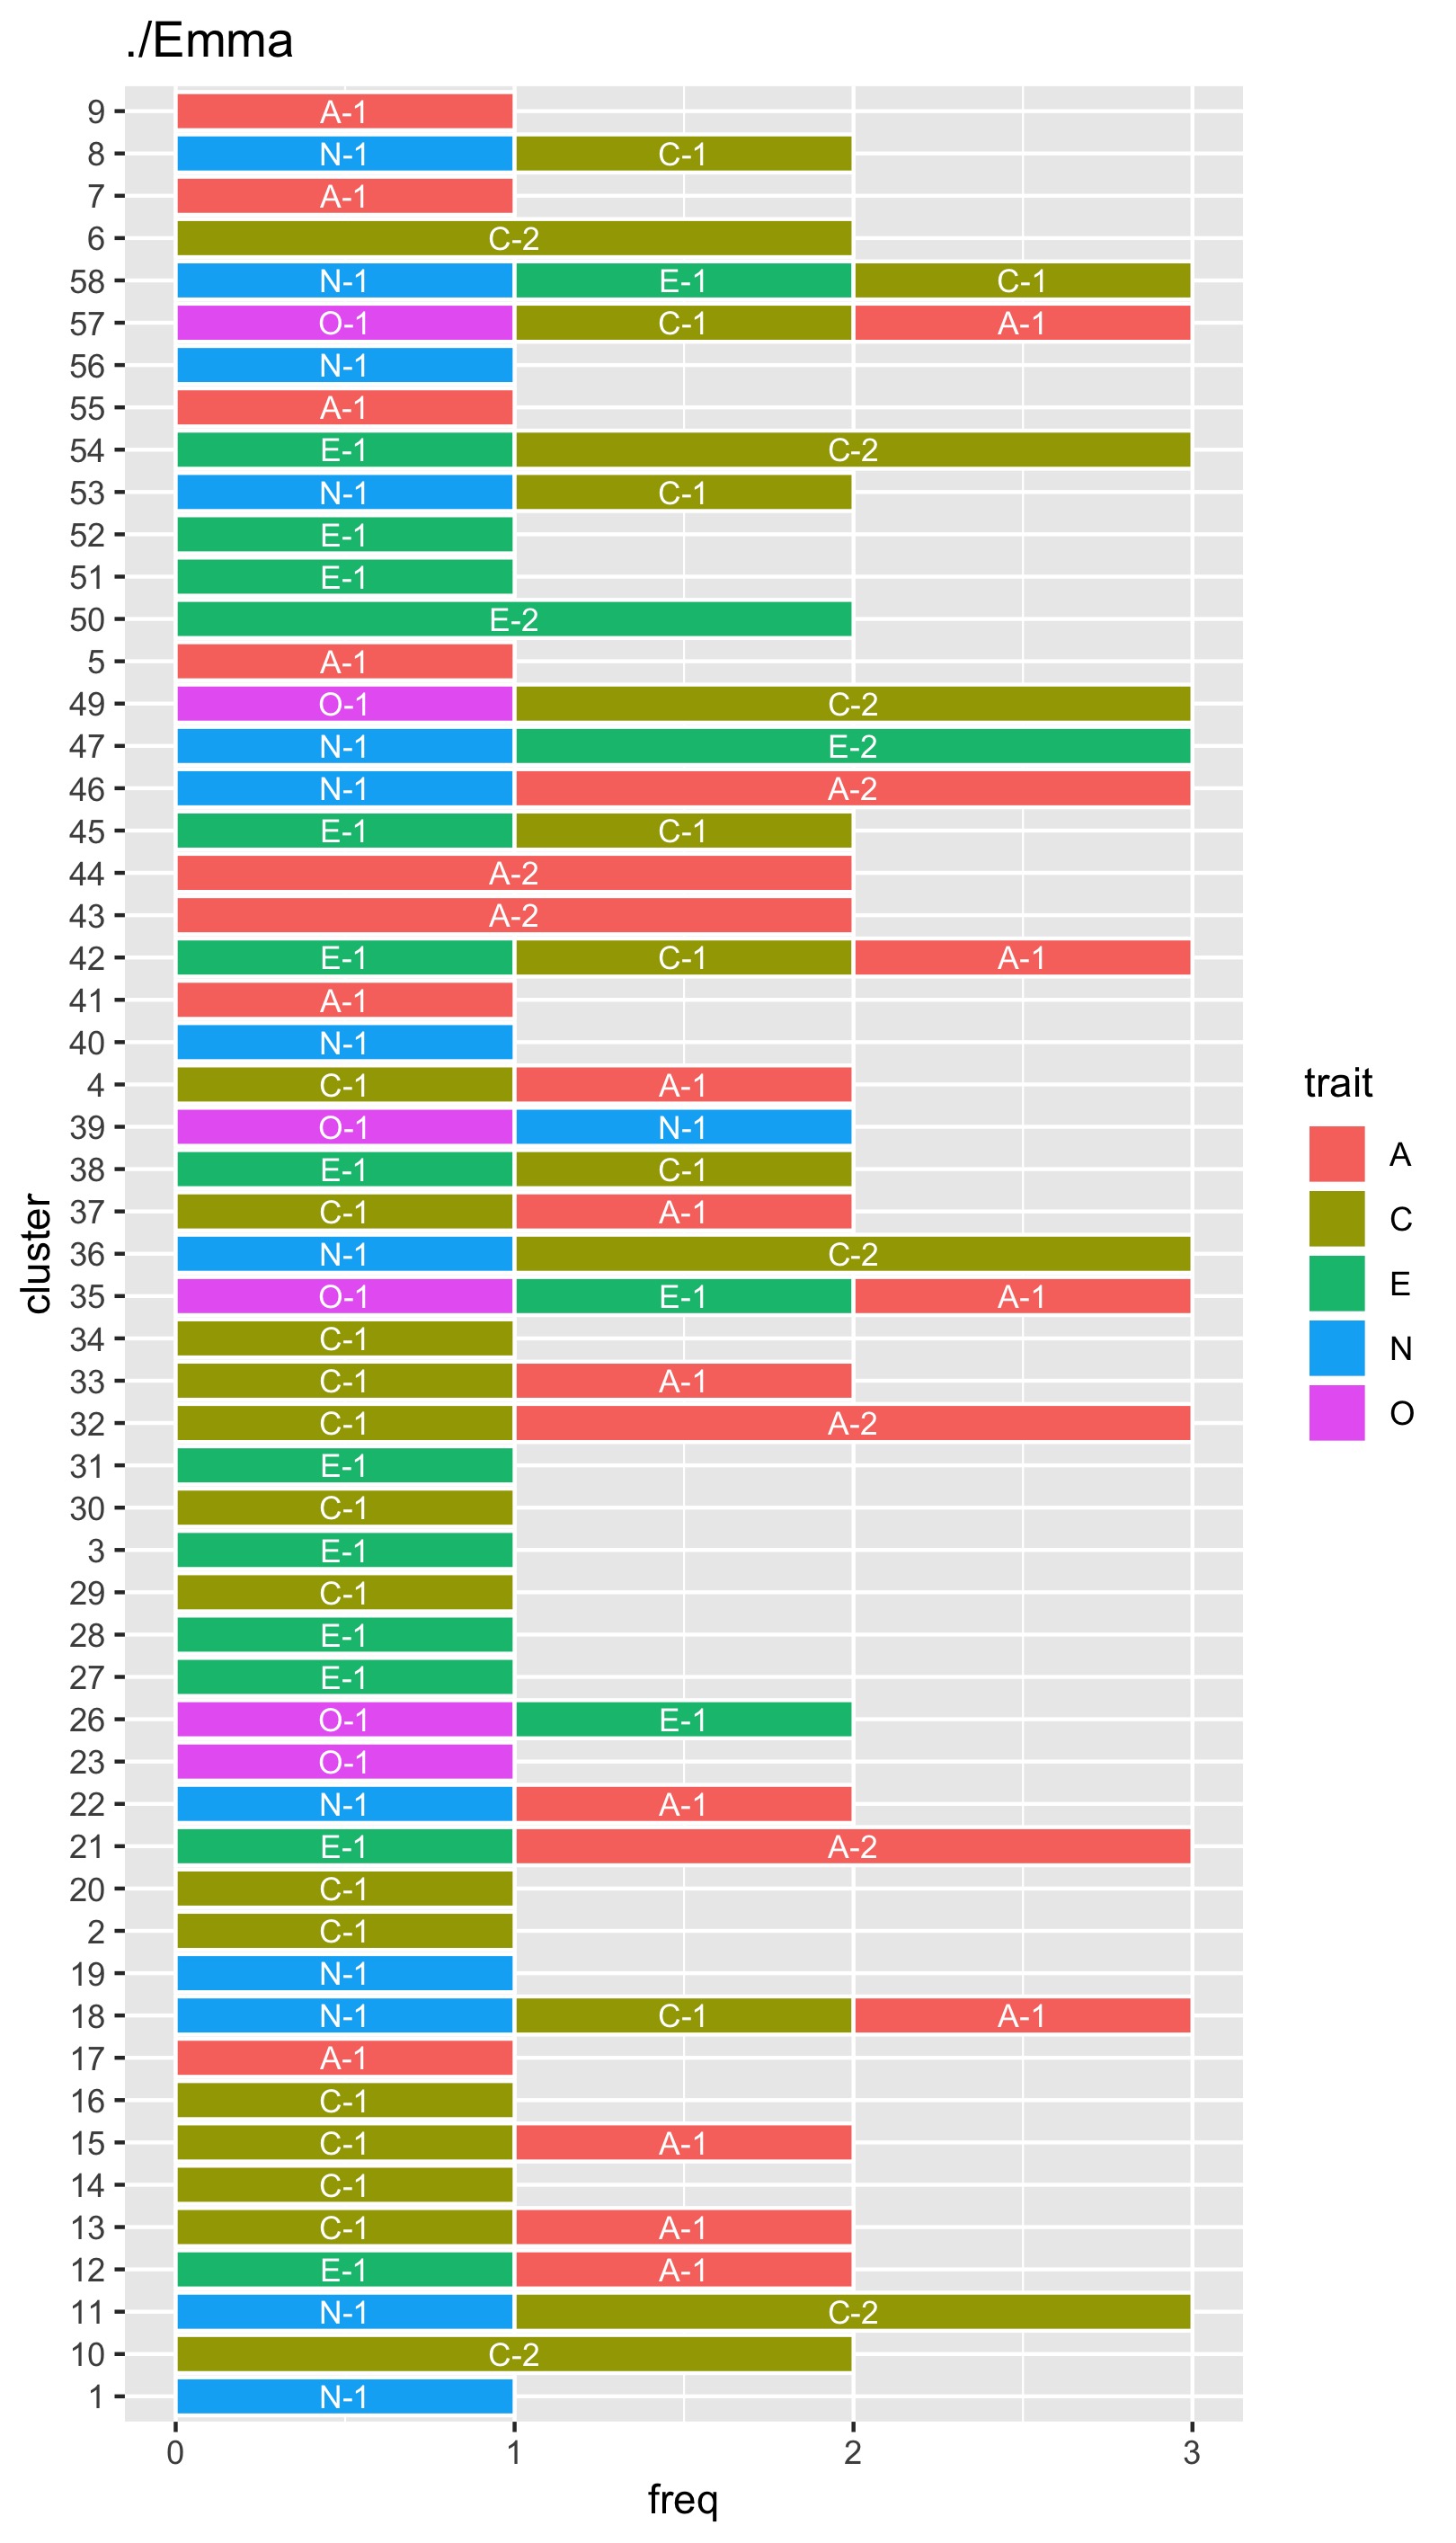 ./Emma
9 A-1
8 N-1 C-1
7 A-1
6 C-2
58 N-1 E-1 C-1
57 O-1 C-1 A-1
56 N-1
55 A-1
54 E-1 C-2
53 N-1 C-1
52 E-1
51 E-1
50 E-2
5 A-1
49 O-1 C-2
47 N-1 E-2
46 N-1 A-2
45 E-1 C-1
44 A-2
43 A-2
42 E-1 C-1 A-1
41 A-1
40 N-1
4 C-1 A-1
39 O-1 N-1
38 E-1 C-1
37 C-1 A-1
36 N-1 C-2
35 O-1 E-1 A-1
34 C-1
33 C-1 A-1
32 C-1 A-2
31 E-1
30 C-1
3 E-1
29 C-1
28 E-1
27 E-1
26 O-1 E-1
23 O-1
22 N-1 A-1
21 E-1 A-2
20 C-1
2 C-1
19 N-1
18 N-1 C-1 A-1
17 A-1
16 C-1
15 C-1 A-1
14 C-1
13 C-1 A-1
12 E-1 A-1
11 N-1 C-2
10 C-2
1 N-1
0 1 2 3
freq
cluster
trait
A
C
E
N
O